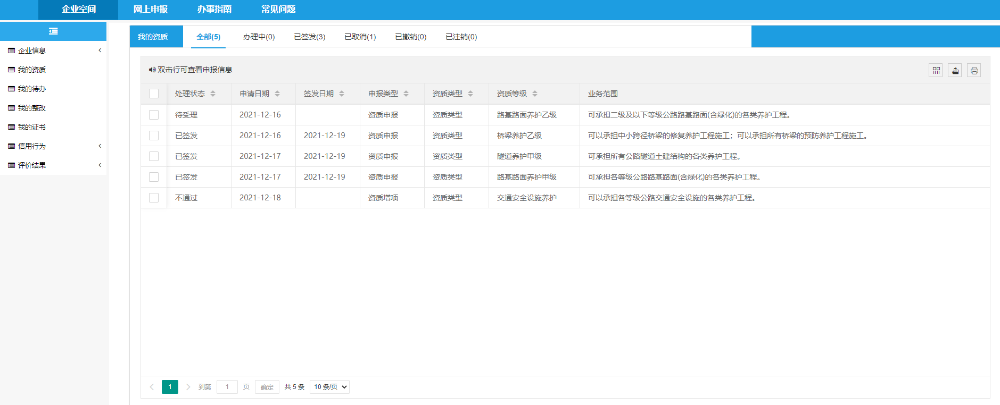 企业空间 网上申报 办事指南 常见问题
企业信息
我的资质
我的待办
我的整改
我的证书
信用行为
评价结果
我的资质 全部(5) 办理中(0) 已签发(3) 已取消(1) 已撤销(0) 已注销(0)
双击行可查看申报信息
处理状态 申请日期 签发日期 申报类型 资质类型 资质等级 业务范围
待受理 2021-12-16 资质申报 资质类型 路基路面养护乙级 可承担二级及以下等级公路路基路面(含绿化)的各类养护工程。
已签发 2021-12-16 2021-12-19 资质申报 资质类型 桥梁养护乙级 可以承担中小跨径桥梁的修复养护工程施工；可以承担所有桥梁的预防养护工程施工。
已签发 2021-12-17 2021-12-19 资质申报 资质类型 隧道养护甲级 可承担所有公路隧道土建结构的各类养护工程。
已签发 2021-12-17 2021-12-19 资质申报 资质类型 路基路面养护甲级 可承担各等级公路路基路面(含绿化)的各类养护工程。
不通过 2021-12-18 资质增项 资质类型 交通安全设施养护 可以承担各等级公路交通安全设施的各类养护工程。
1 到第 1 页 确定 共 5 条 10 条/页